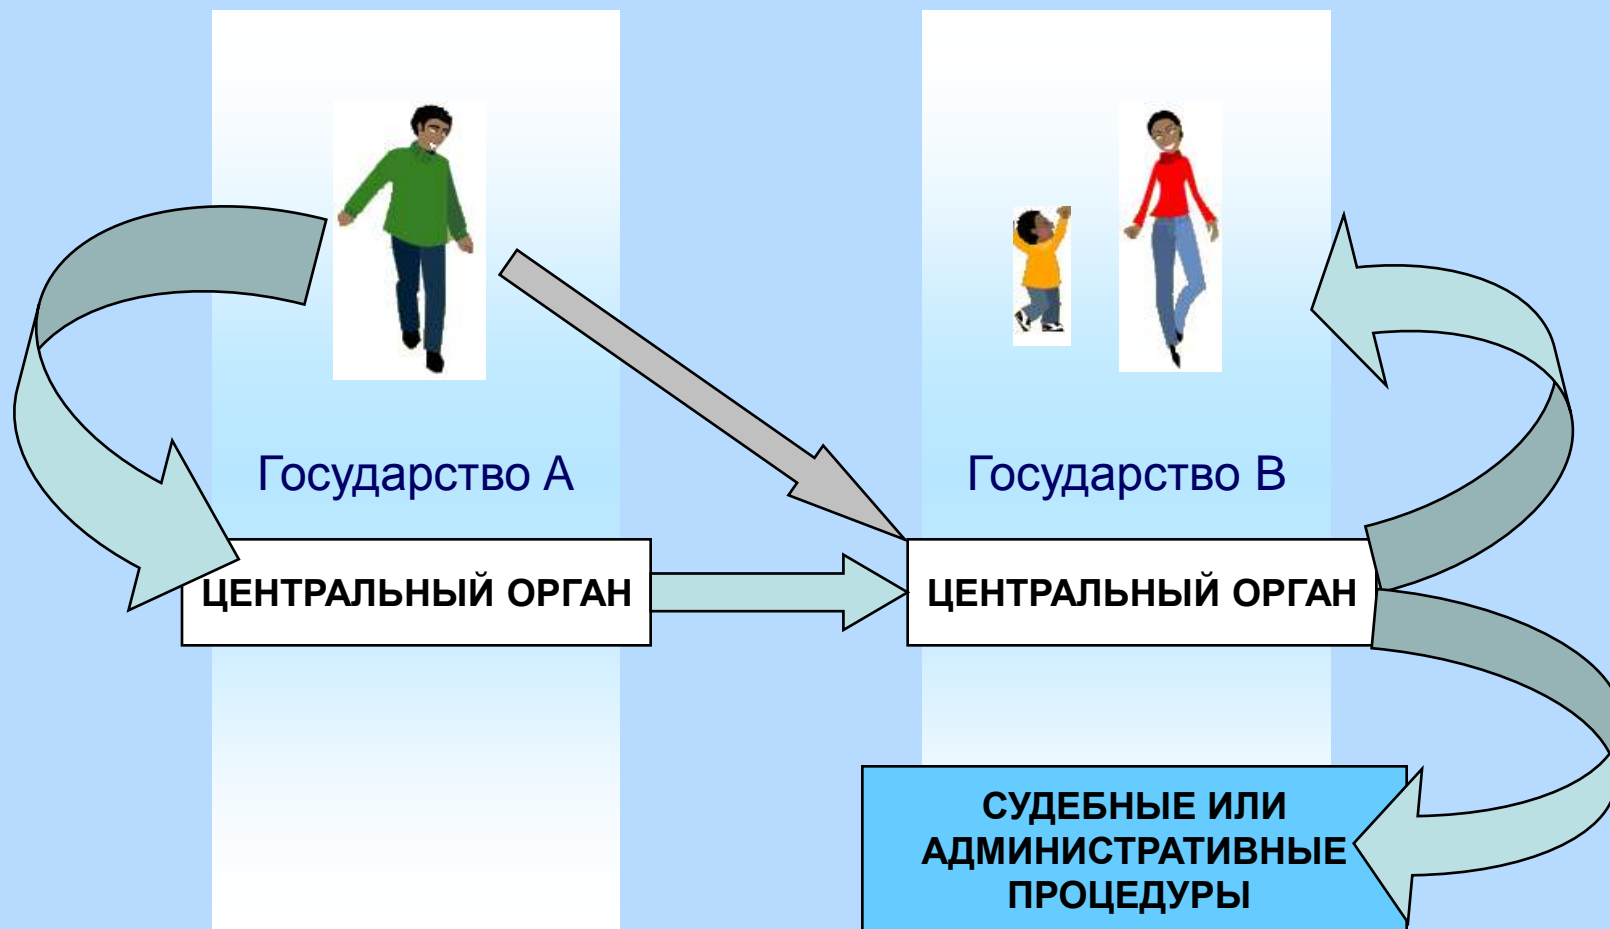 Государство А
Государство В
ЦЕНТРАЛЬНЫЙ ОРГАН
ЦЕНТРАЛЬНЫЙ ОРГАН
СУДЕБНЫЕ ИЛИ
АДМИНИСТРАТИВНЫЕ
ПРОЦЕДУРЫ